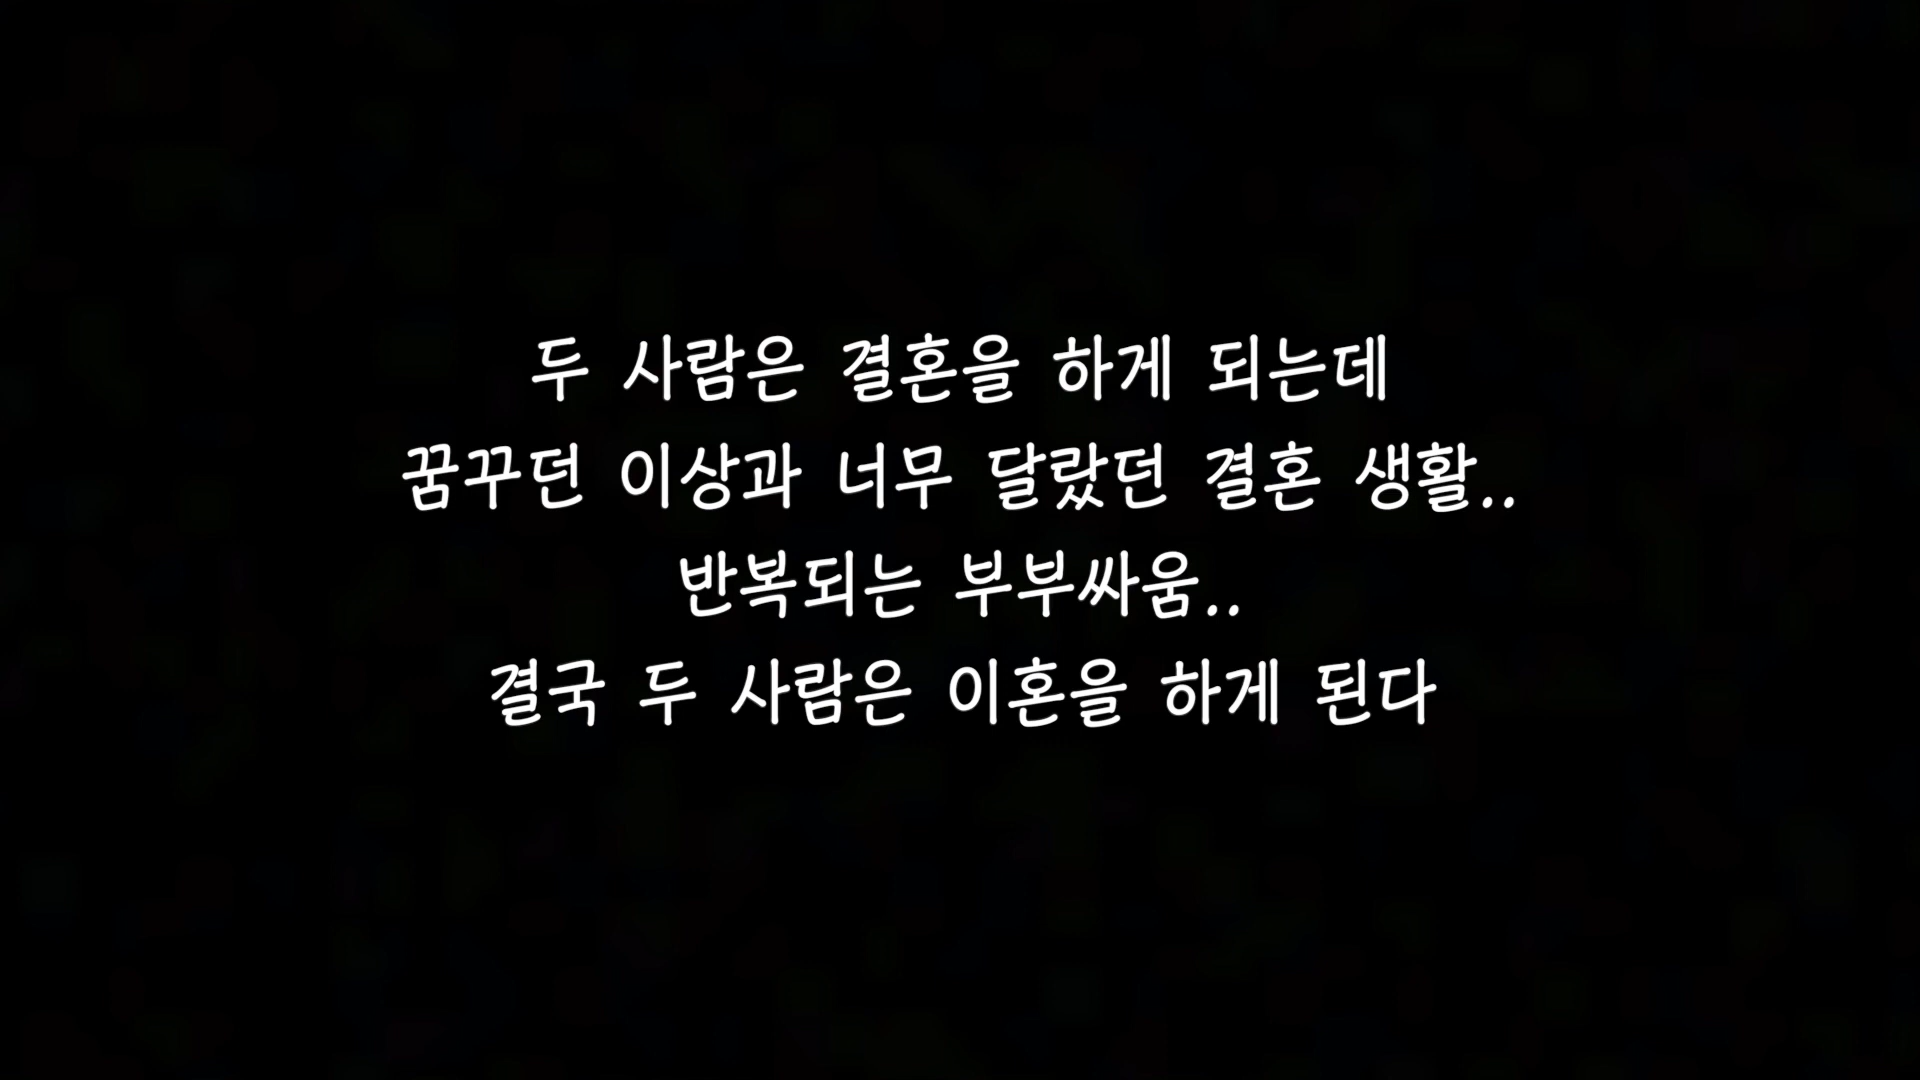 두 사람은 결혼을 하게 되는데
꿈꾸던 이상과 너무 달랐던 결혼 생활..
반복되는 부부싸움..
결국 두 사람은 이혼을 하게 된다